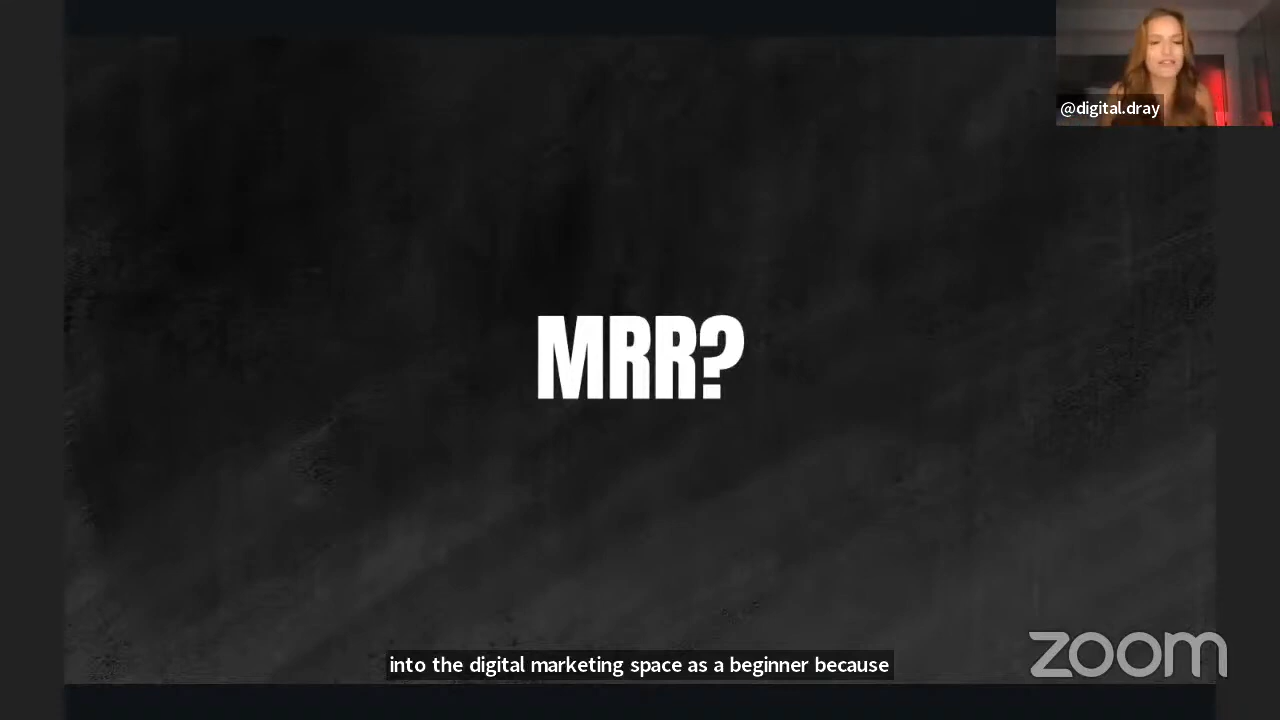 @digital.dray
MRR?
into the digital marketing space as a beginner because
zoom